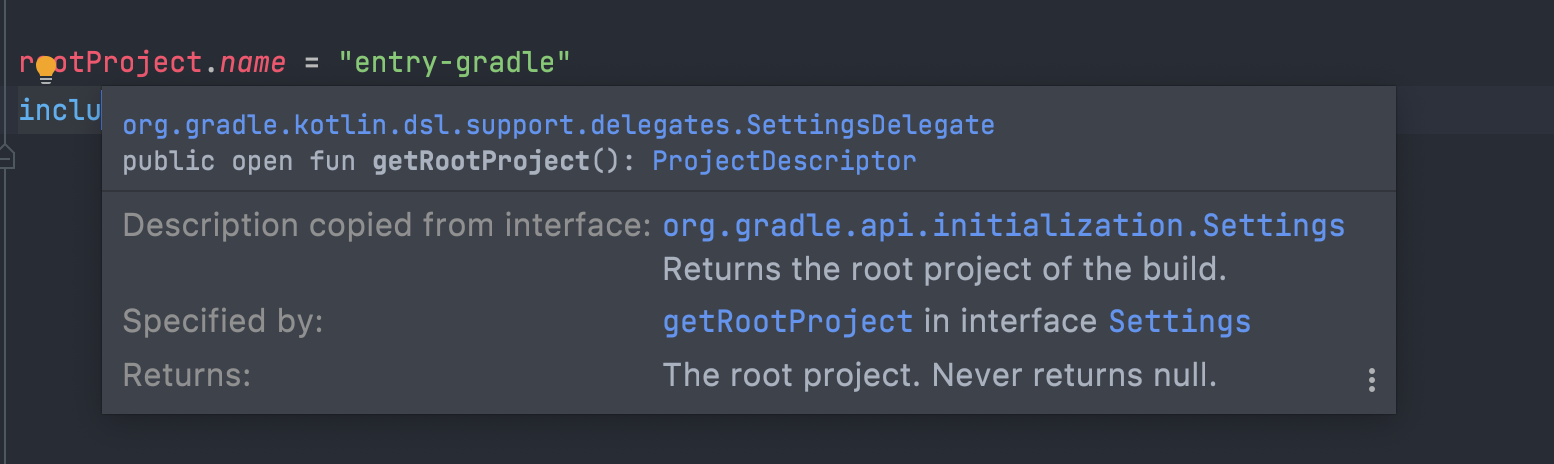 rootProject.name = "entry-gradle"
inclu
org.gradle.kotlin.dsl.support.delegates.SettingsDelegate
public open fun getRootProject(): ProjectDescriptor
Description copied from interface: org.gradle.api.initialization.Settings
Returns the root project of the build.
Specified by: getRootProject in interface Settings
Returns: The root project. Never returns null.